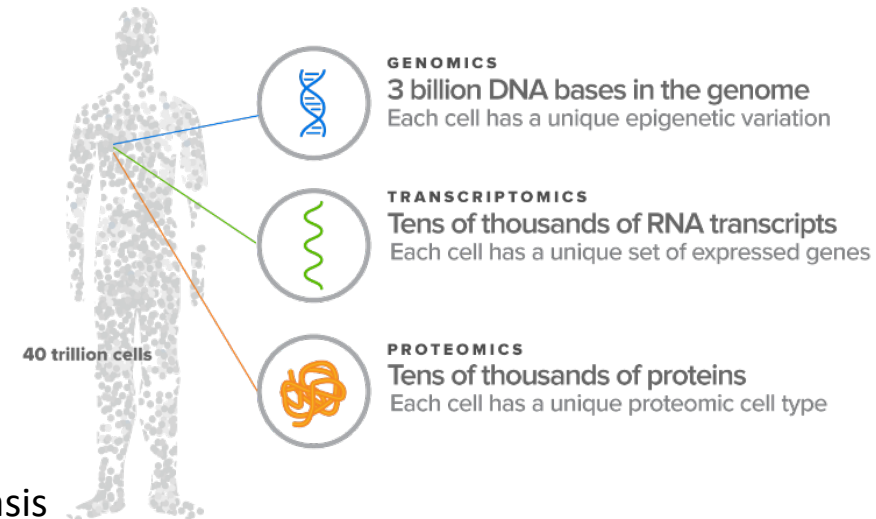 GENOMICS
3 billion DNA bases in the genome
Each cell has a unique epigenetic variation
TRANSCRIPTOMICS
Tens of thousands of RNA transcripts
Each cell has a unique set of expressed genes
40 trillion cells
PROTEOMICS
Tens of thousands of proteins
Each cell has a unique proteomic cell type